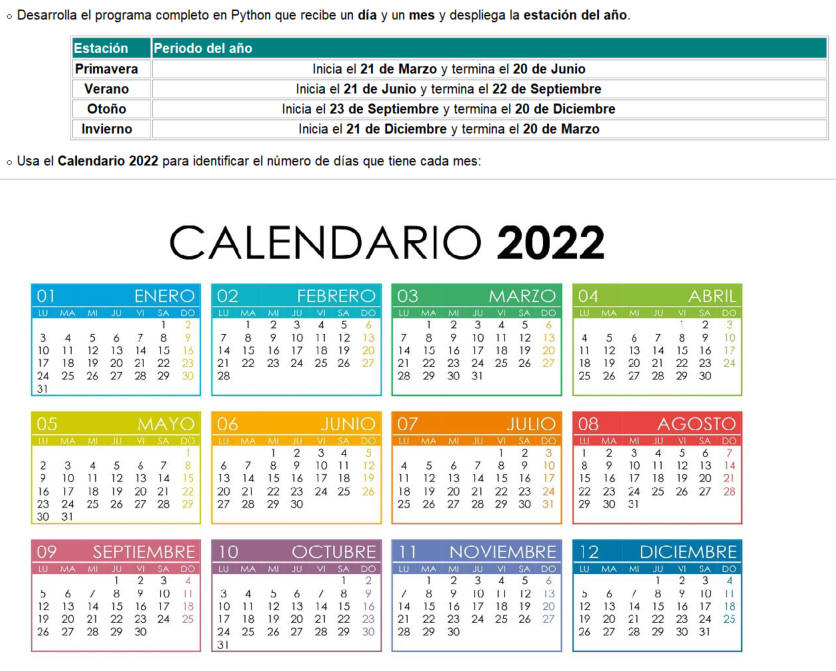 Desarrolla el programa completo en Python que recibe un día y un mes y despliega la estación del año.
Estación Periodo del año
Primavera Inicia el 21 de Marzo y termina el 20 de Junio
Verano Inicia el 21 de Junio y termina el 22 de Septiembre
Otoño Inicia el 23 de Septiembre y termina el 20 de Diciembre
Invierno Inicia el 21 de Diciembre y termina el 20 de Marzo
Usa el Calendario 2022 para identificar el número de días que tiene cada mes:
CALENDARIO 2022
01 ENERO
LU MA MI JU VI SA DO
1 2
3 4 5 6 7 8 9
10 11 12 13 14 15 16
17 18 19 20 21 22 23
24 25 26 27 28 29 30
31
02 FEBRERO
LU MA MI JU VI SA DO
1 2 3 4 5 6
7 8 9 10 11 12 13
14 15 16 17 18 19 20
21 22 23 24 25 26 27
28
03 MARZO
LU MA MI JU VI SA DO
1 2 3 4 5 6
7 8 9 10 11 12 13
14 15 16 17 18 19 20
21 22 23 24 25 26 27
28 29 30 31
04 ABRIL
LU MA MI JU VI SA DO
1 2 3
4 5 6 7 8 9 10
11 12 13 14 15 16 17
18 19 20 21 22 23 24
25 26 27 28 29 30
05 MAYO
LU MA MI JU VI SA DO
1
2 3 4 5 6 7 8
9 10 11 12 13 14 15
16 17 18 19 20 21 22
23 24 25 26 27 28 29
30 31
06 JUNIO
LU MA MI JU VI SA DO
1 2 3 4 5
6 7 8 9 10 11 12
13 14 15 16 17 18 19
20 21 22 23 24 25 26
27 28 29 30
07 JULIO
LU MA MI JU VI SA DO
1 2 3
4 5 6 7 8 9 10
11 12 13 14 15 16 17
18 19 20 21 22 23 24
25 26 27 28 29 30 31
08 AGOSTO
LU MA MI JU VI SA DO
1 2 3 4 5 6 7
8 9 10 11 12 13 14
15 16 17 18 19 20 21
22 23 24 25 26 27 28
29 30 31
09 SEPTIEMBRE
LU MA MI JU VI SA DO
1 2 3 4
5 6 7 8 9 10 11
12 13 14 15 16 17 18
19 20 21 22 23 24 25
26 27 28 29 30
10 OCTUBRE
LU MA MI JU VI SA DO
1 2
3 4 5 6 7 8 9
10 11 12 13 14 15 16
17 18 19 20 21 22 23
24 25 26 27 28 29 30
31
11 NOVIEMBRE
LU MA MI JU VI SA DO
1 2 3 4 5 6
7 8 9 10 11 12 13
14 15 16 17 18 19 20
21 22 23 24 25 26 27
28 29 30
12 DICIEMBRE
LU MA MI JU VI SA DO
1 2 3 4
5 6 7 8 9 10 11
12 13 14 15 16 17 18
19 20 21 22 23 24 25
26 27 28 29 30 31